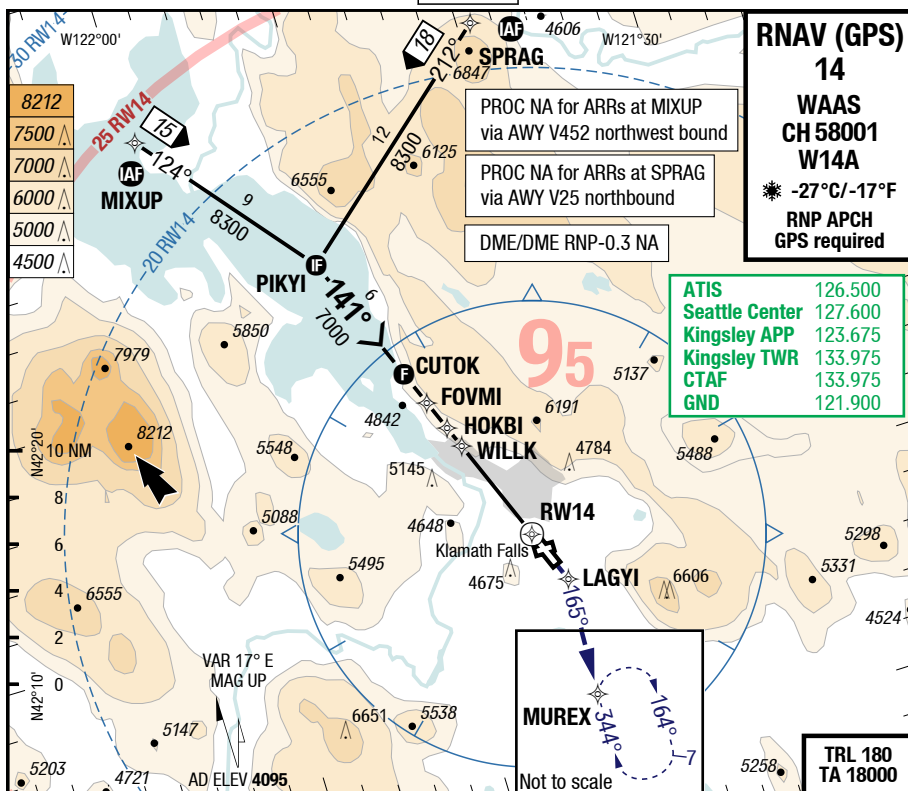 RNAV (GPS)
14
WAAS
CH 58001
W14A
-27°C/-17°F
RNP APCH
GPS required
W122°00'
W121°30'
30 RW14
25 RW14
20 RW14
8212
7500
7000
6000
5000
4500
15
IAF
MIXUP
124°
9
8300
18
IAF
SPRAG
212°
12
8300
4606
6847
6125
6555
PROC NA for ARRs at MIXUP
via AWY V452 northwest bound
PROC NA for ARRs at SPRAG
via AWY V25 northbound
DME/DME RNP-0.3 NA
ATIS 126.500
Seattle Center 127.600
Kingsley APP 123.675
Kingsley TWR 133.975
CTAF 133.975
GND 121.900
IF
PIKYI
141°
6
7000
F
CUTOK
FOVMI
HOKBI
WILLK
RW14
Klamath Falls
LAGYI
165°
95
5850
7979
8212
5548
5088
5495
6555
4842
5145
4648
4675
6191
4784
5137
5488
5298
5331
6606
4524
N42°20'
10 NM
8
6
4
2
0
N42°10'
VAR 17° E
MAG UP
AD ELEV 4095
5147
5203
4721
6651
5538
5258
MUREX
344°
164°
7
Not to scale
TRL 180
TA 18000